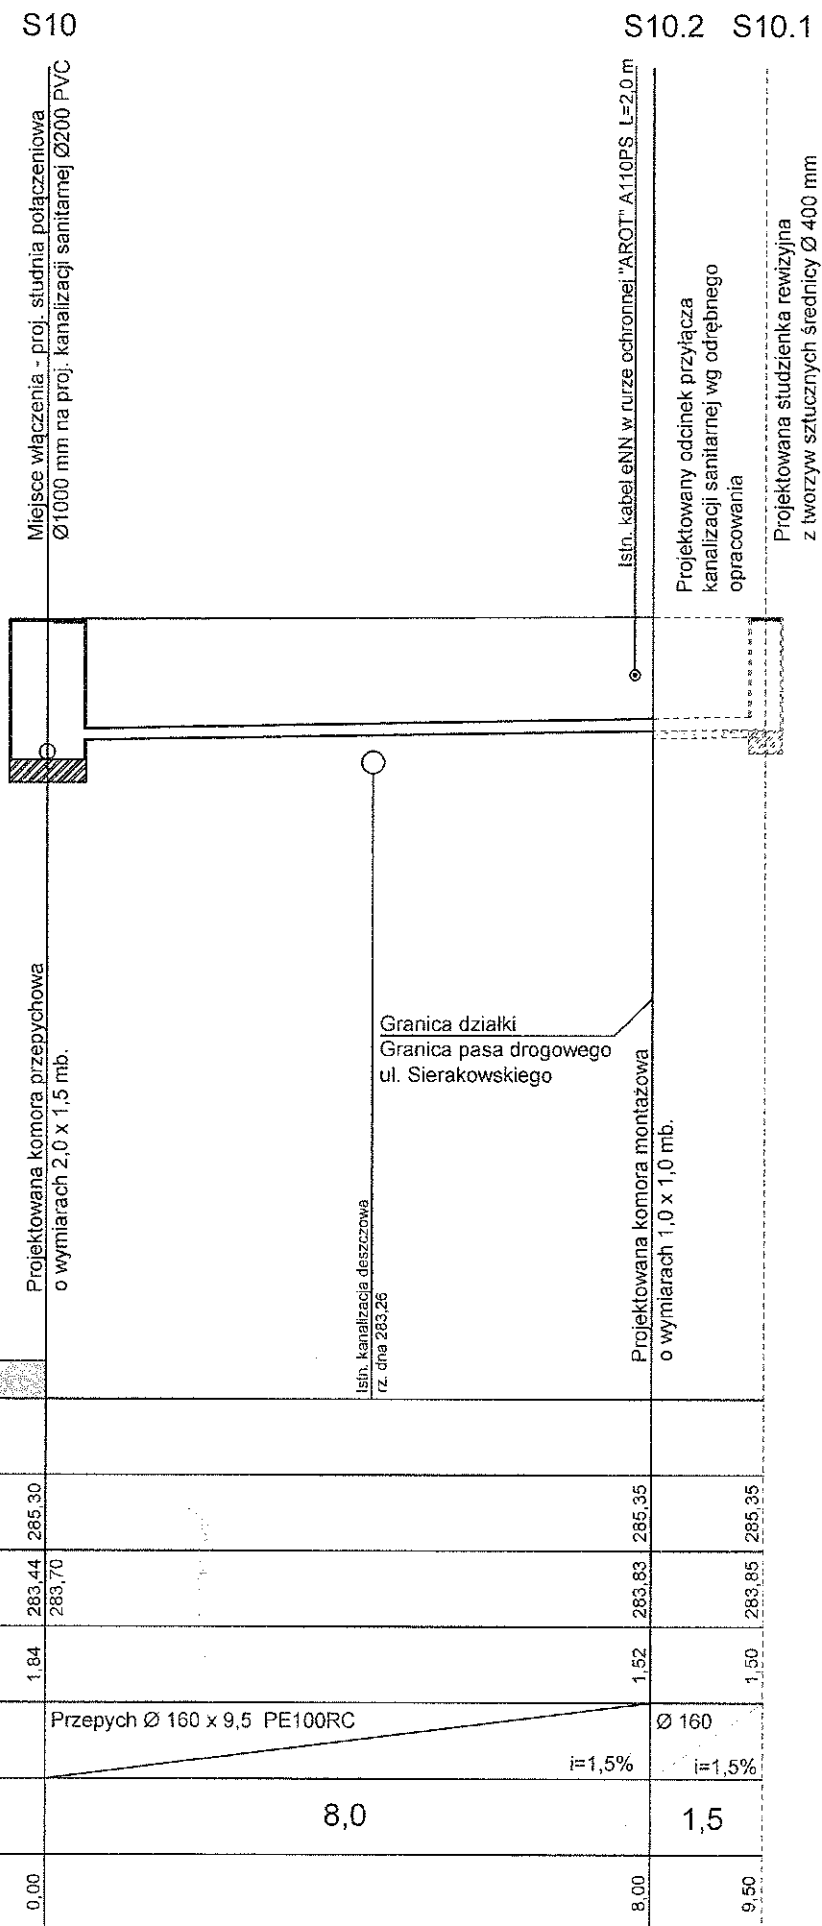 S10
S10.2
S10.1
Miejsce włączenia - proj. studnia połączeniowa
Ø1000 mm na proj. kanalizacji sanitarnej Ø200 PVC
Istn. kabel eNN w rurze ochronnej "AROT" A110PS L=2,0 m
Projektowany odcinek przyłącza
kanalizacji sanitarnej wg odrębnego
opracowania
Projektowana studzienka rewizyjna
z tworzyw sztucznych średnicy Ø 400 mm
Projektowana komora przepychowa
o wymiarach 2,0 x 1,5 mb.
Istn. kanalizacja deszczowa
rz. dna 283,26
Granica działki
Granica pasa drogowego
ul. Sierakowskiego
Projektowana komora montażowa
o wymiarach 1,0 x 1,0 mb.
285,30
285,35
285,35
283,44
283,70
283,83
283,85
1,84
1,52
1,50
Przepych Ø 160 x 9,5 PE100RC
i=1,5%
Ø 160
i=1,5%
8,0
1,5
0,00
8,00
9,50